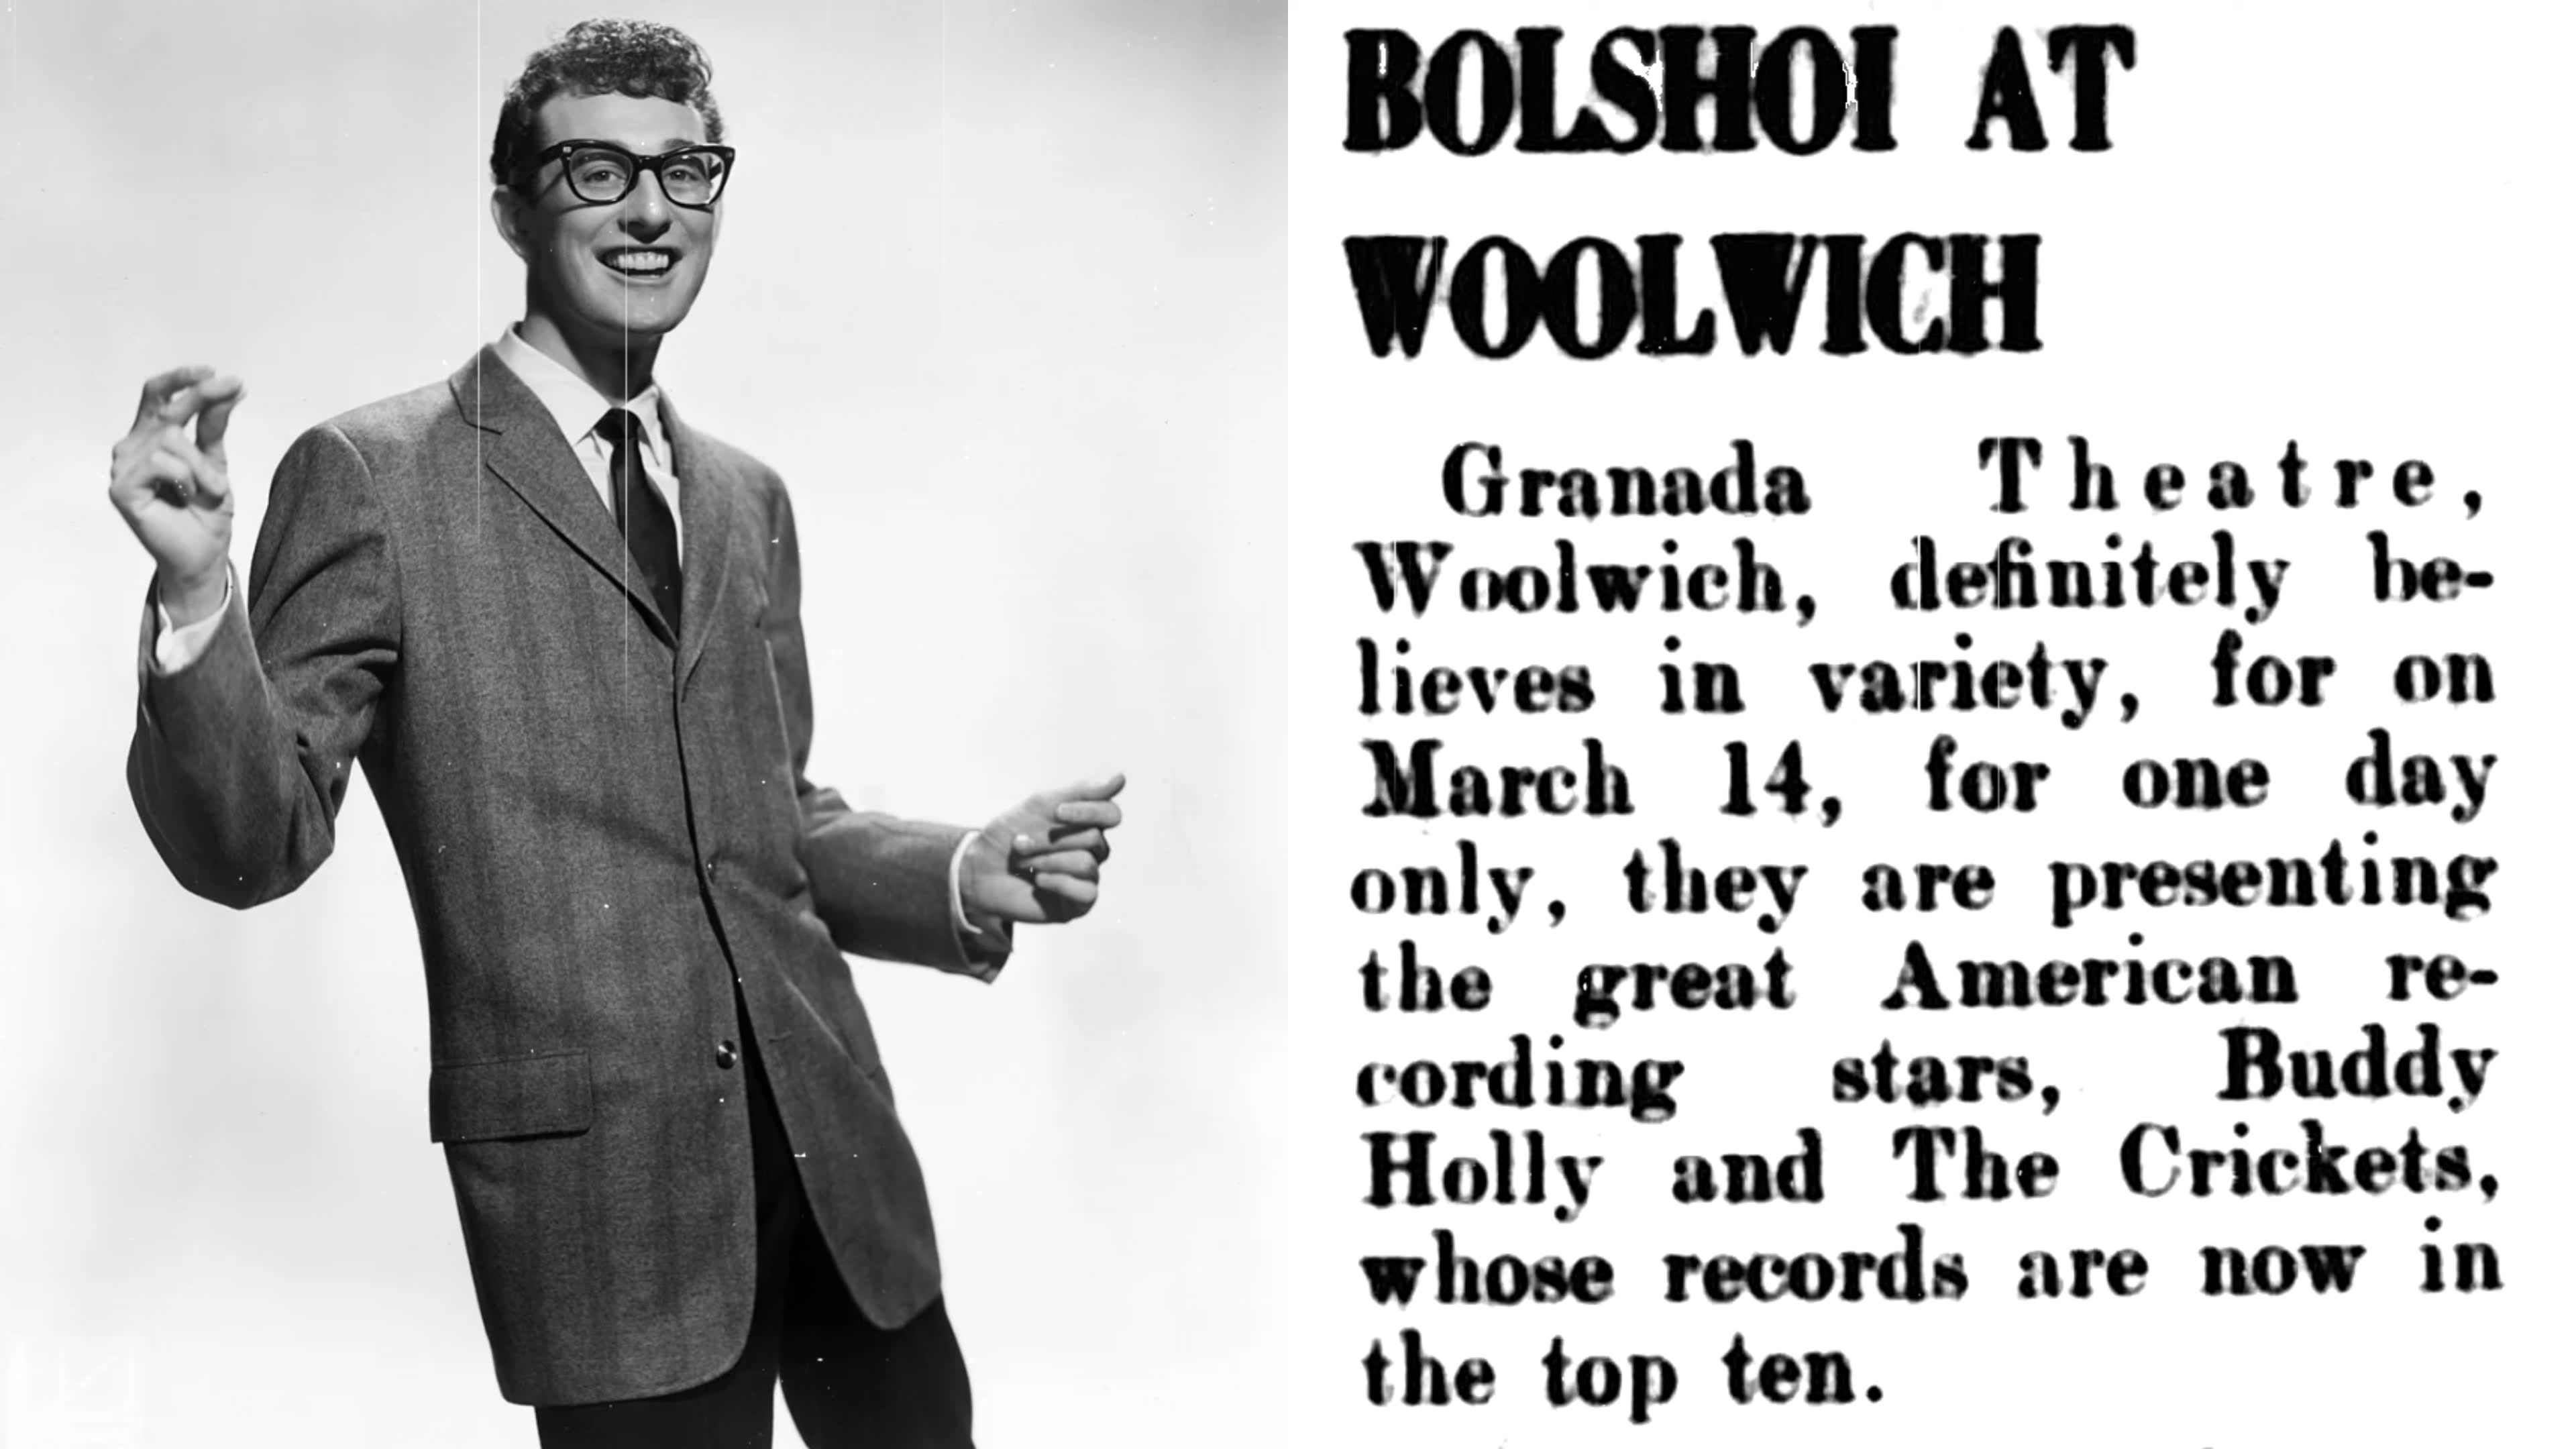 BOLSHOI AT
WOOLWICH
Granada Theatre,
Woolwich, definitely be-
lieves in variety, for on
March 14, for one day
only, they are presenting
the great American re-
cording stars, Buddy
Holly and The Crickets,
whose records are now in
the top ten.